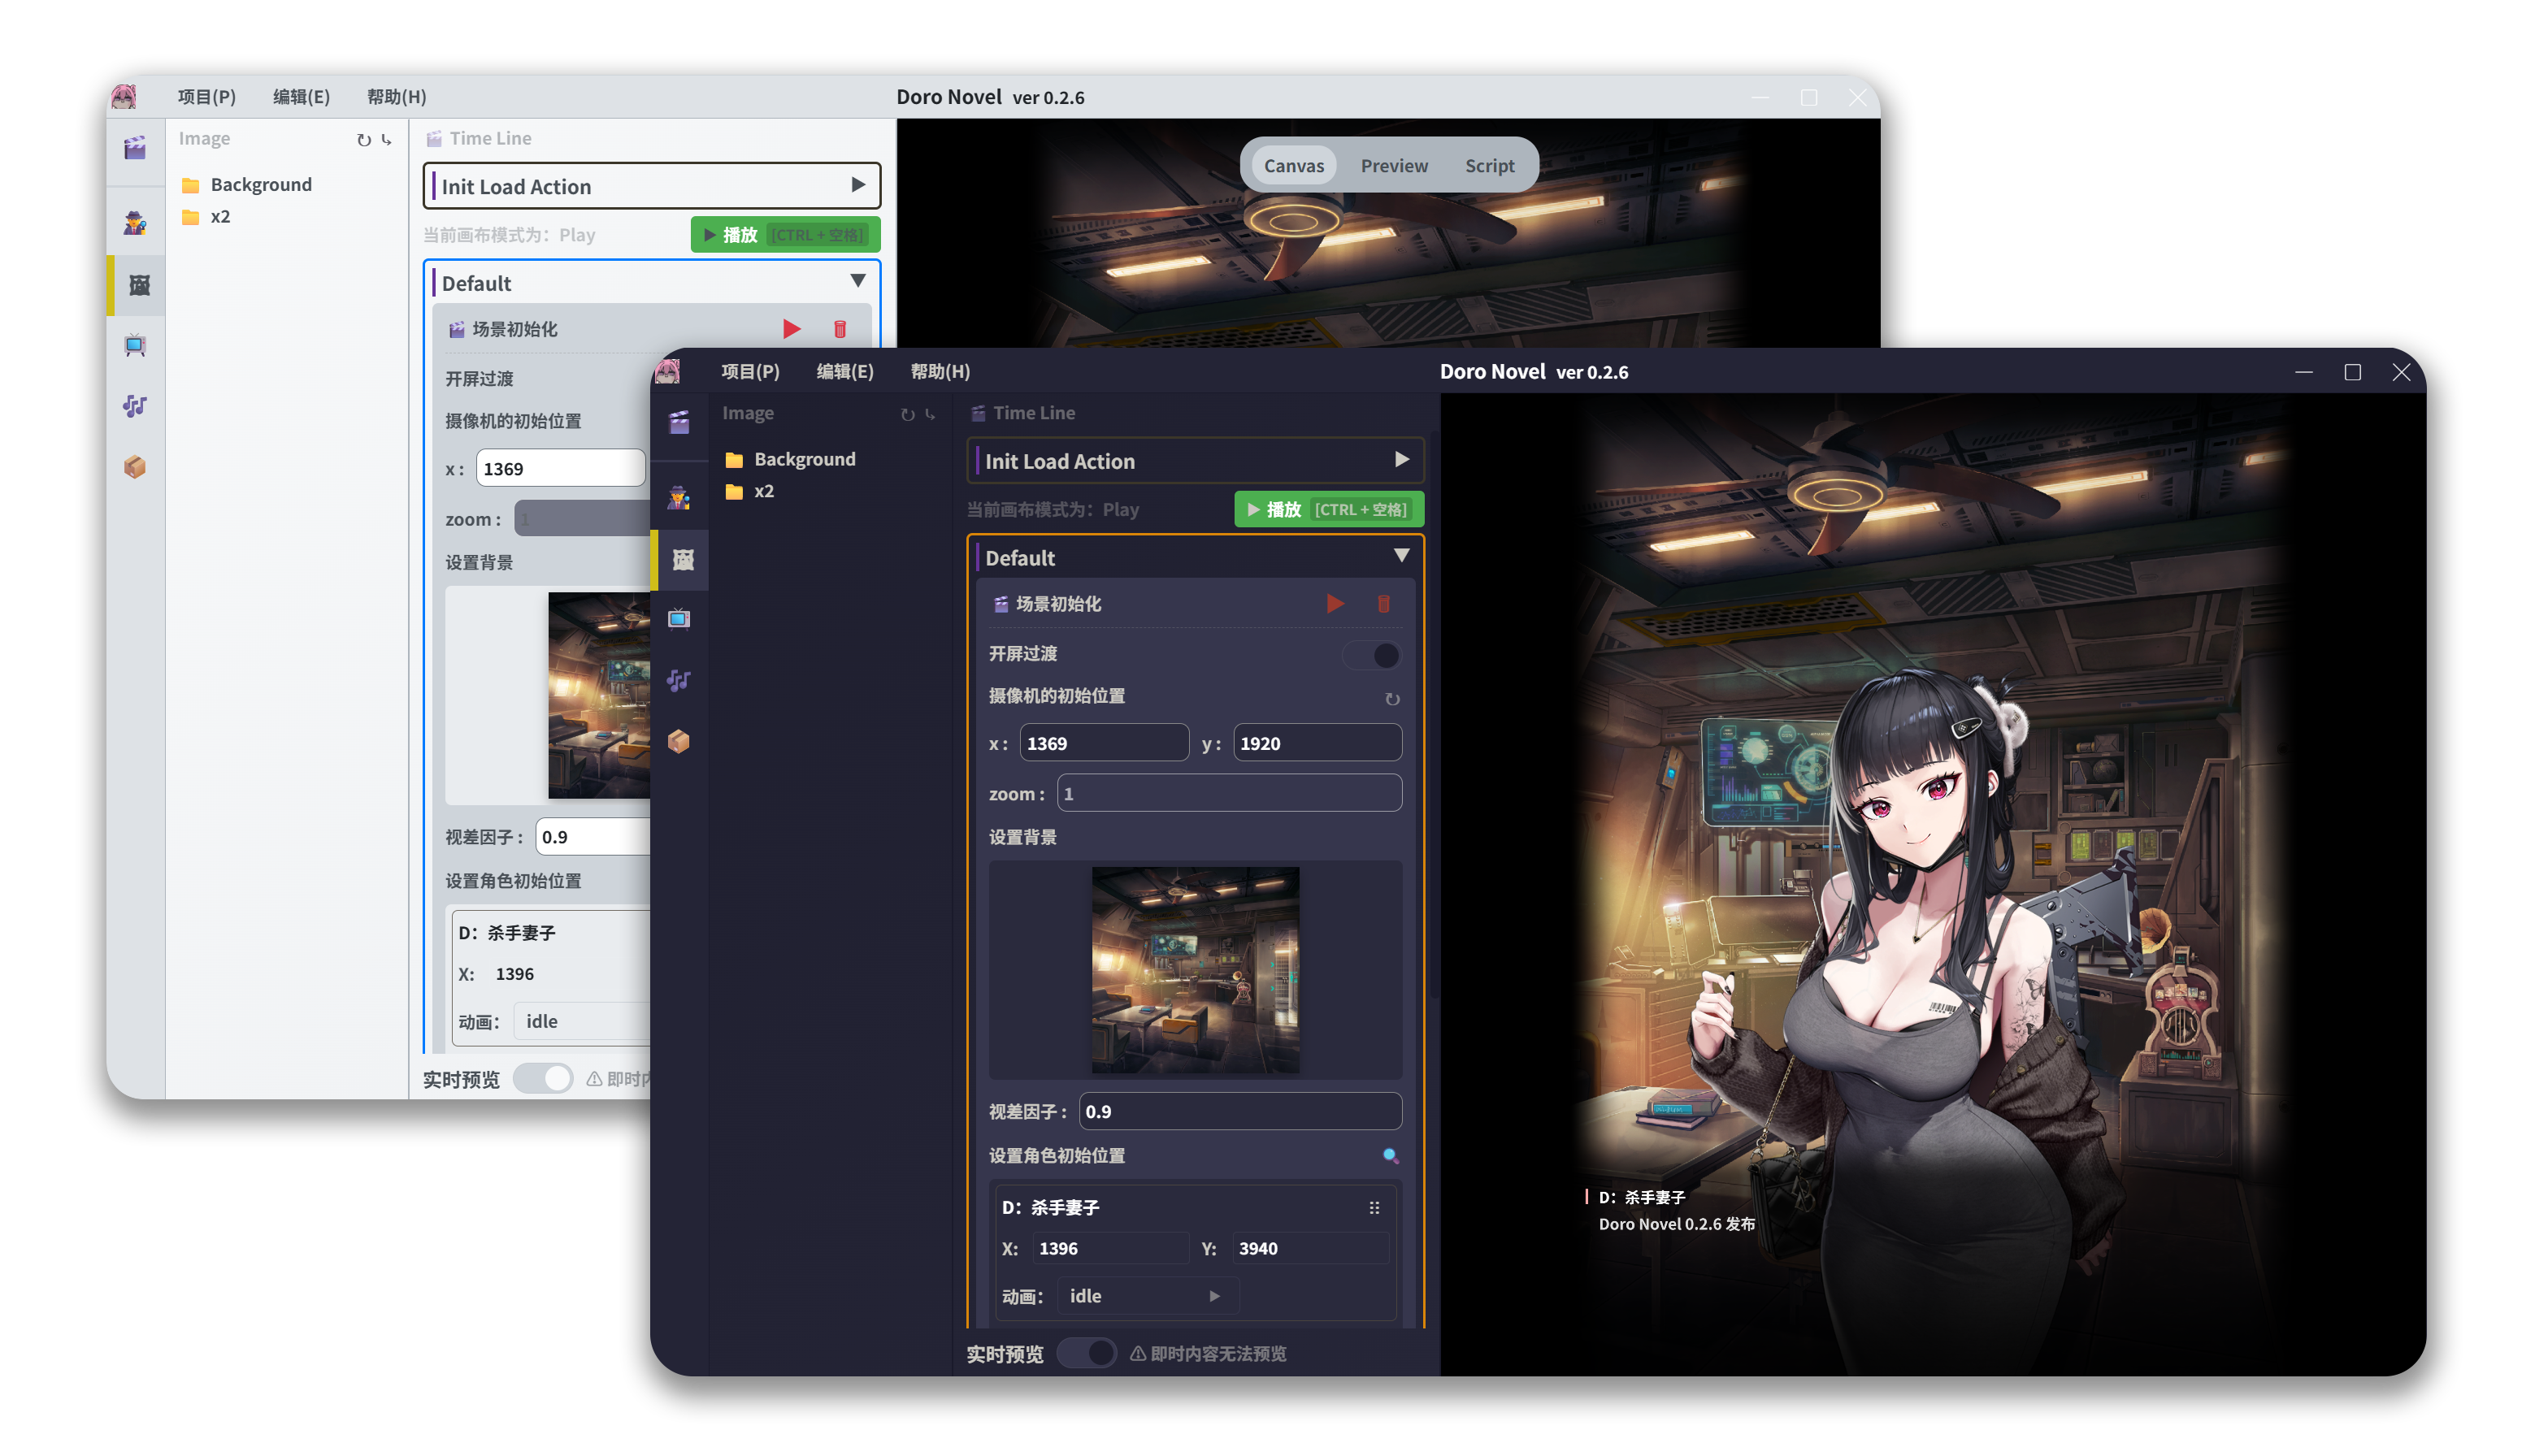 项目(P) 编辑(E) 帮助(H) Doro Novel ver 0.2.6
Image
Background
x2
Time Line
Init Load Action
当前画布模式为：Play 播放 [CTRL + 空格]
Default
场景初始化
开屏过渡
摄像机的初始位置
x : 1369
zoom : 1
设置背景
视差因子 : 0.9
设置角色初始位置
D：杀手妻子
X: 1396
动画： idle
实时预览 即时内
Canvas Preview Script
项目(P) 编辑(E) 帮助(H) Doro Novel ver 0.2.6
Image
Background
x2
Time Line
Init Load Action
当前画布模式为：Play 播放 [CTRL + 空格]
Default
场景初始化
开屏过渡
摄像机的初始位置
x : 1369 y : 1920
zoom : 1
设置背景
视差因子 : 0.9
设置角色初始位置
D：杀手妻子
X: 1396 Y: 3940
动画： idle
实时预览 即时内容无法预览
D：杀手妻子
Doro Novel 0.2.6 发布